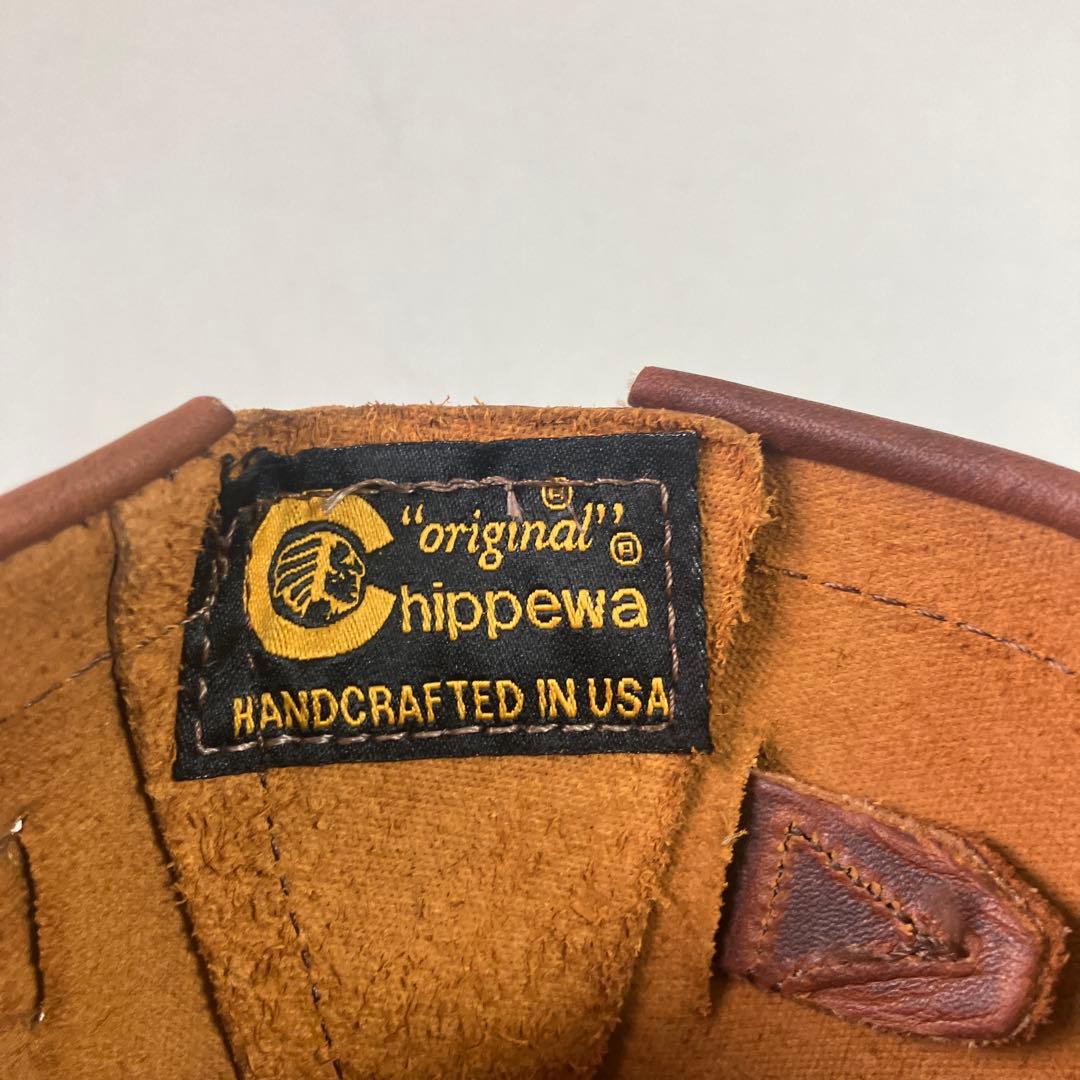 "original" ®
Chippewa ®
HANDCRAFTED IN USA